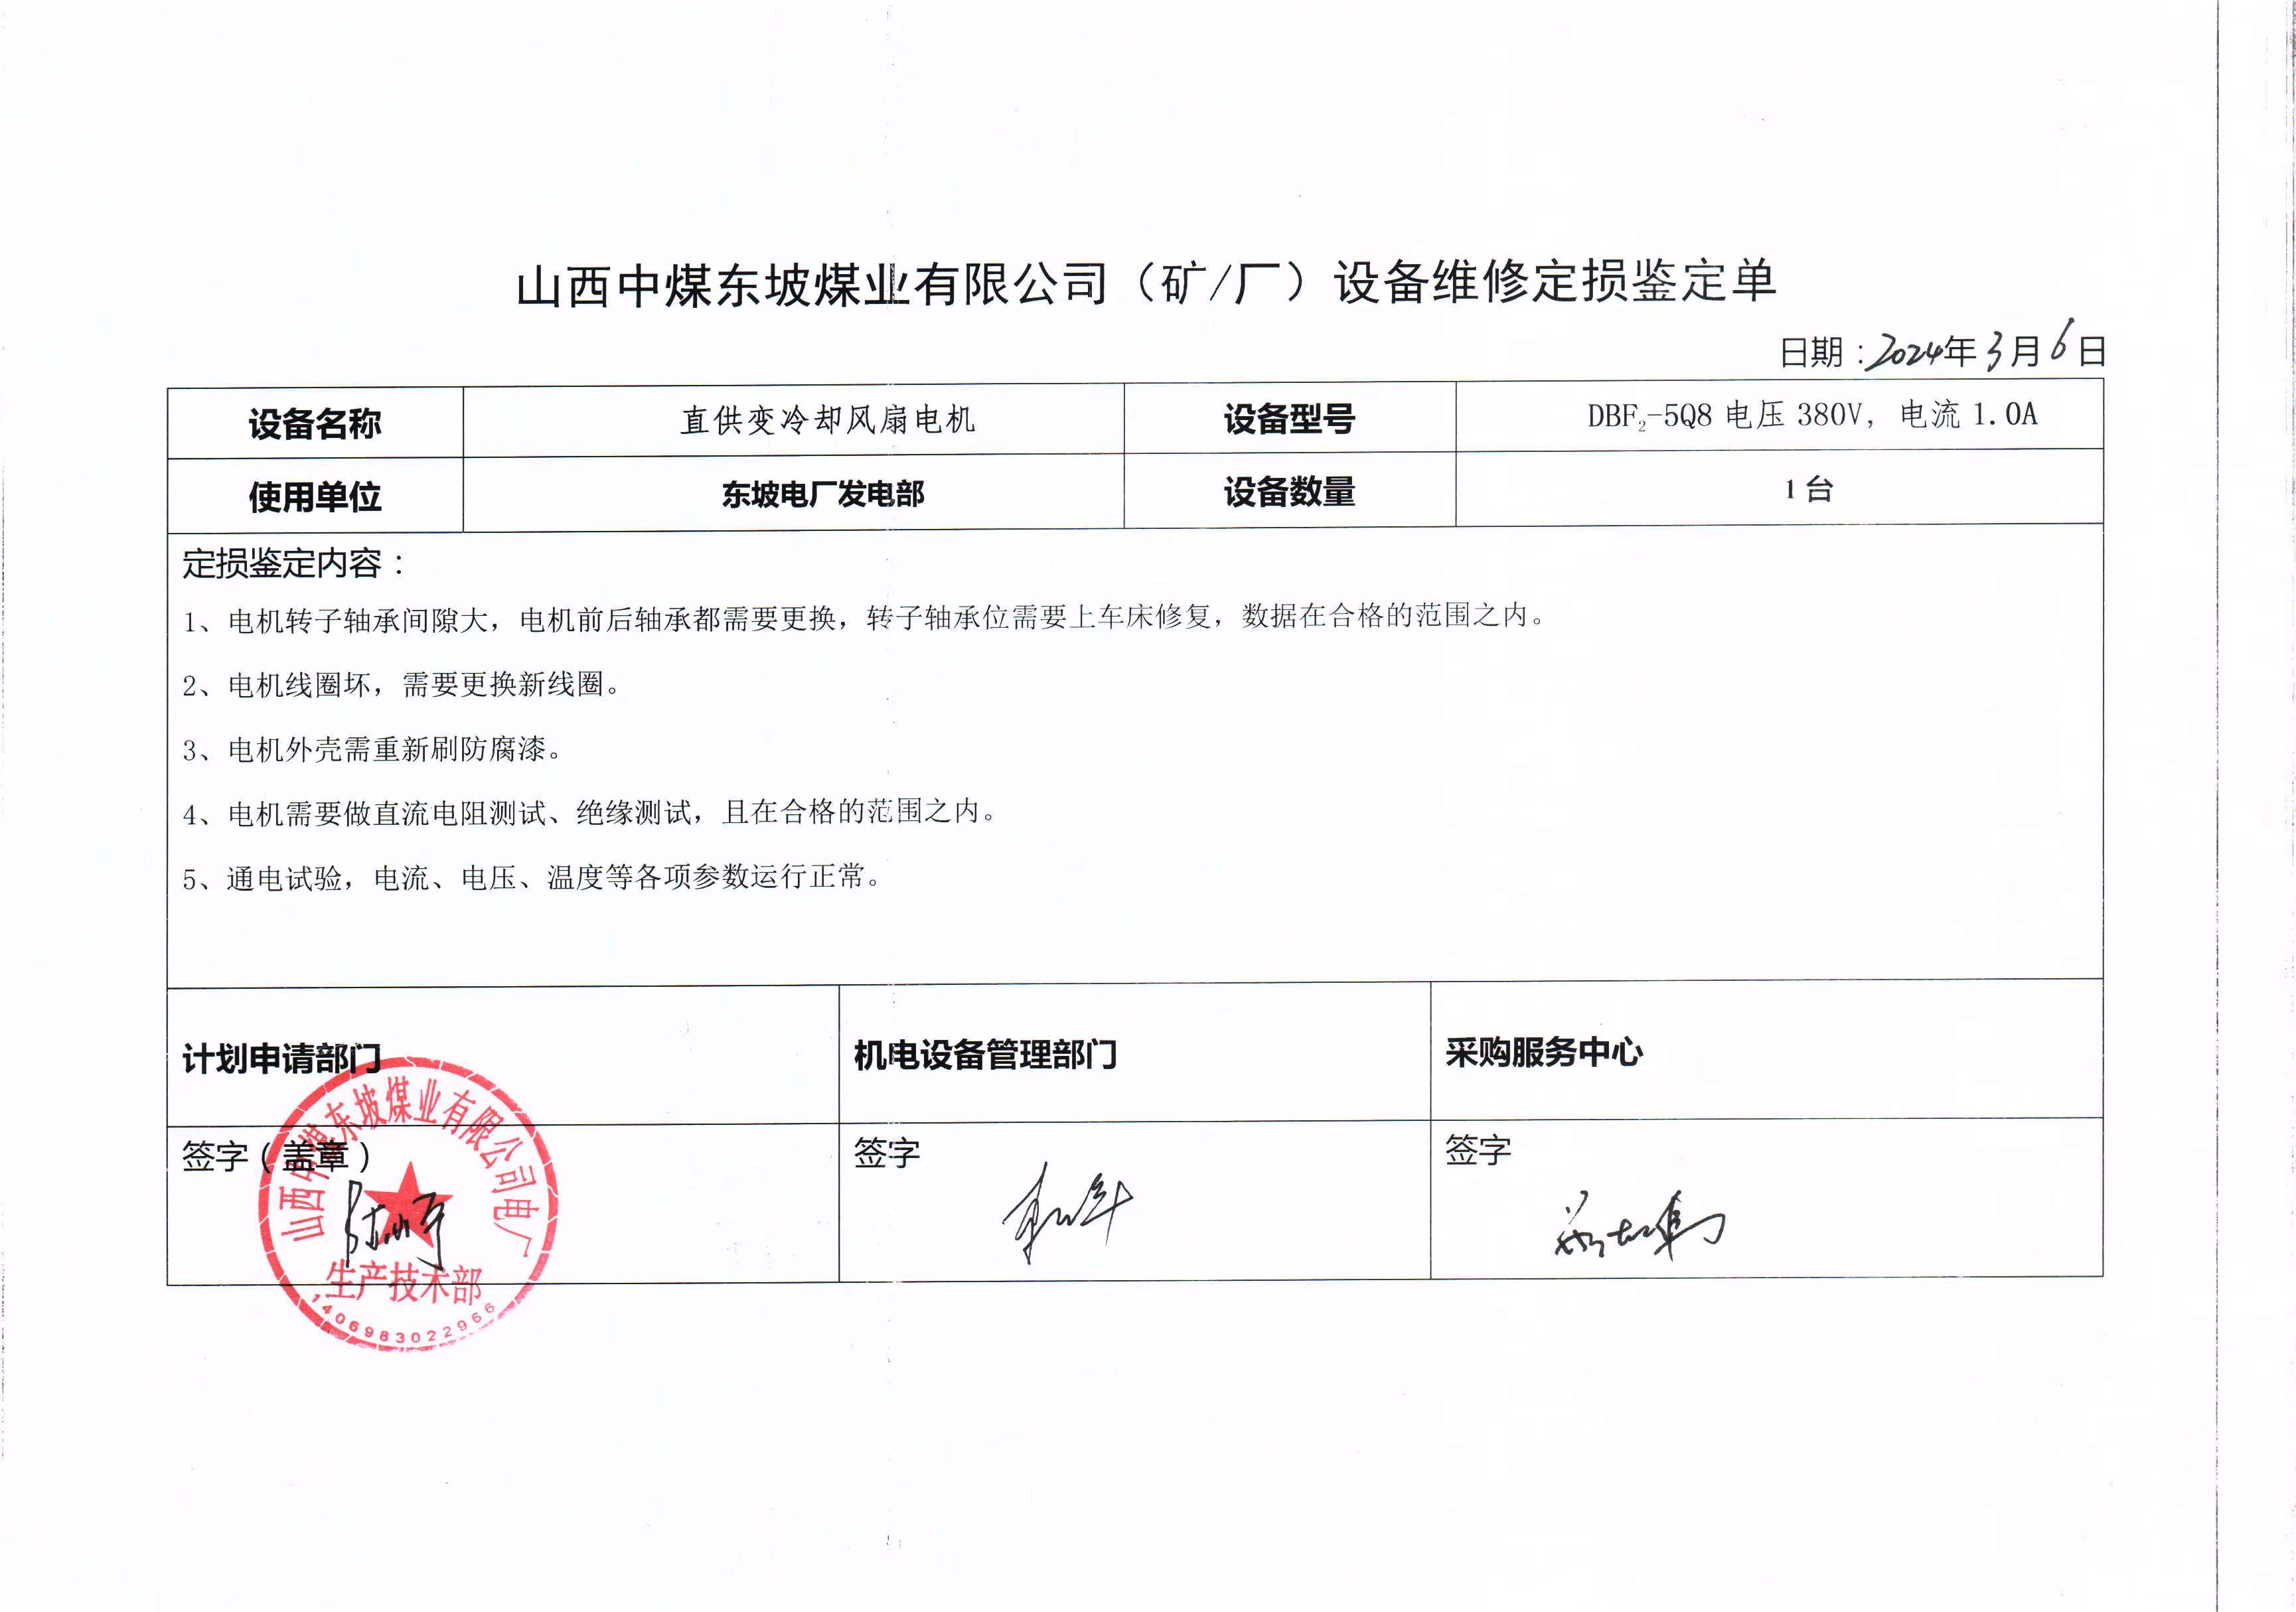 山西中煤东坡煤业有限公司（矿/厂）设备维修定损鉴定单
日期：2024年3月6日
设备名称 直供变冷却风扇电机 设备型号 DBF₂-5Q8 电压 380V，电流 1.0A
使用单位 东坡电厂发电部 设备数量 1 台
定损鉴定内容：
1、电机转子轴承间隙大，电机前后轴承都需要更换，转子轴承位需要上车床修复，数据在合格的范围之内。
2、电机线圈坏，需要更换新线圈。
3、电机外壳需重新刷防腐漆。
4、电机需要做直流电阻测试、绝缘测试，且在合格的范围之内。
5、通电试验，电流、电压、温度等各项参数运行正常。
计划申请部门 机电设备管理部门 采购服务中心
签字（盖章） 签字 签字
山西中煤东坡煤业有限公司电厂
生产技术部
1406983022966